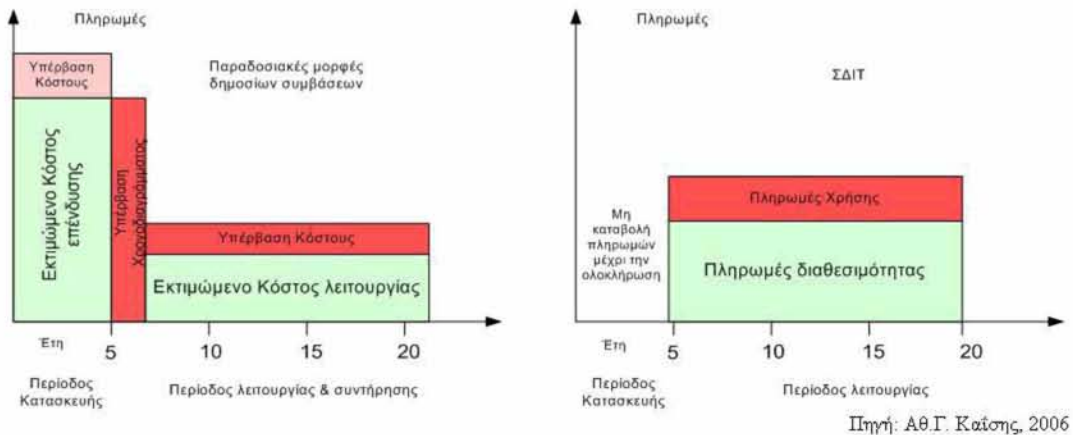 Πληρωμές
Υπέρβαση
Κόστους
Παραδοσιακές μορφές
δημοσίων συμβάσεων
Εκτιμώμενο Κόστος
επένδυσης
Υπέρβαση
Χρονοδιαγράμματος
Υπέρβαση Κόστους
Εκτιμώμενο Κόστος λειτουργίας
Έτη
5
10
15
20
Περίοδος
Κατασκευής
Περίοδος λειτουργίας & συντήρησης
Πληρωμές
ΣΔΙΤ
Μη
καταβολή
πληρωμών
μέχρι την
ολοκλήρωση
Πληρωμές Χρήσης
Πληρωμές διαθεσιμότητας
Έτη
5
10
15
20
Περίοδος
Κατασκευής
Περίοδος λειτουργίας
Πηγή: Αθ.Γ. Καΐσης, 2006